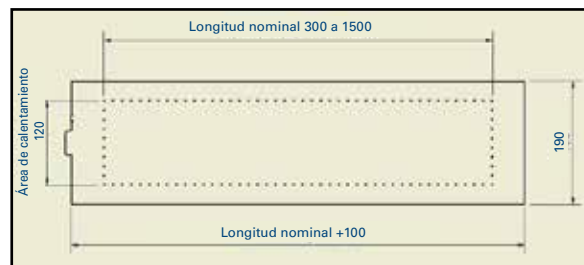 Longitud nominal 300 a 1500
Área de calentamiento
120
190
Longitud nominal +100